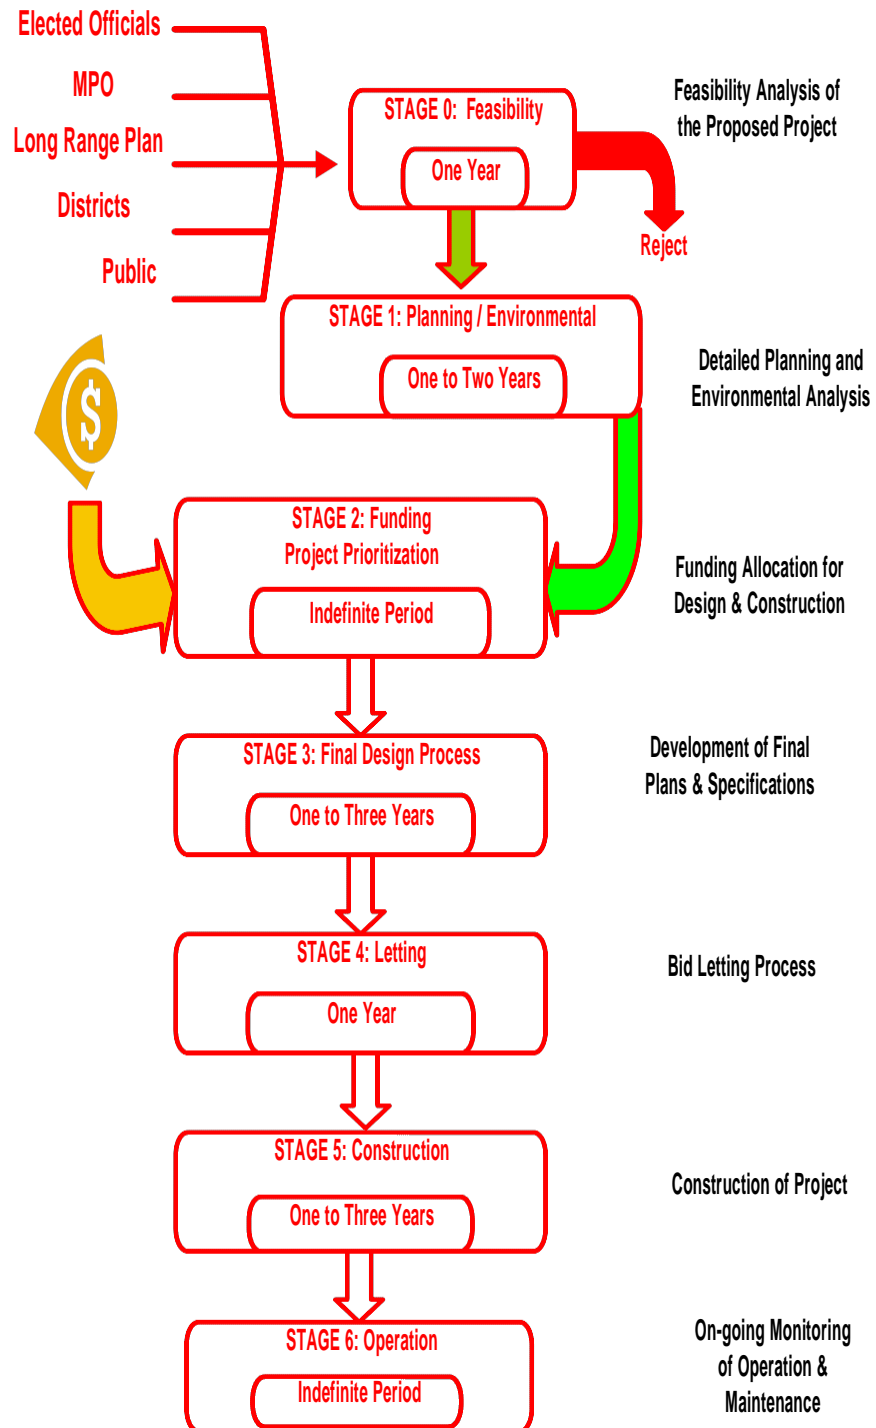 Elected Officials
MPO
Long Range Plan
Districts
Public
STAGE 0: Feasibility
One Year
Feasibility Analysis of
the Proposed Project
Reject
STAGE 1: Planning / Environmental
One to Two Years
Detailed Planning and
Environmental Analysis
$
STAGE 2: Funding
Project Prioritization
Indefinite Period
Funding Allocation for
Design & Construction
STAGE 3: Final Design Process
One to Three Years
Development of Final
Plans & Specifications
STAGE 4: Letting
One Year
Bid Letting Process
STAGE 5: Construction
One to Three Years
Construction of Project
STAGE 6: Operation
Indefinite Period
On-going Monitoring
of Operation &
Maintenance